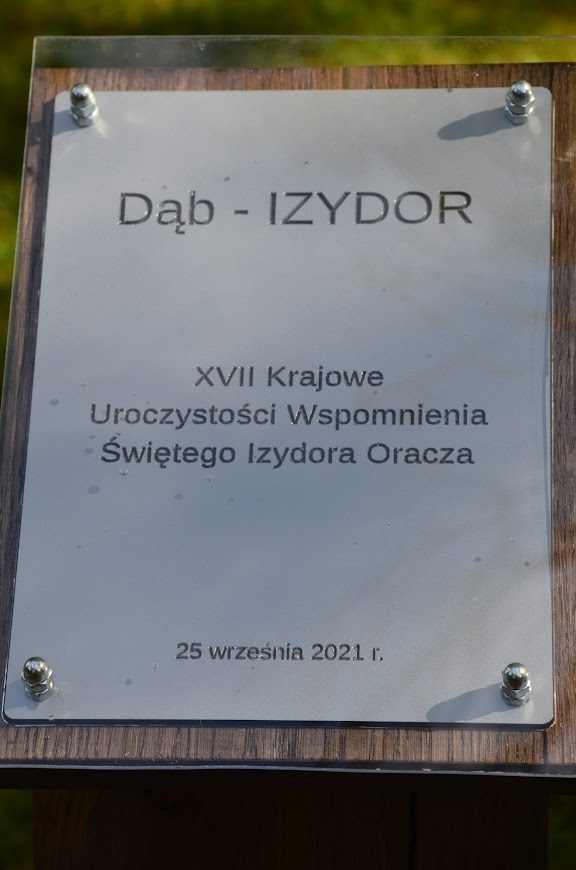 Dąb - IZYDOR
XVII Krajowe
Uroczystości Wspomnienia
Świętego Izydora Oracza
25 września 2021 r.